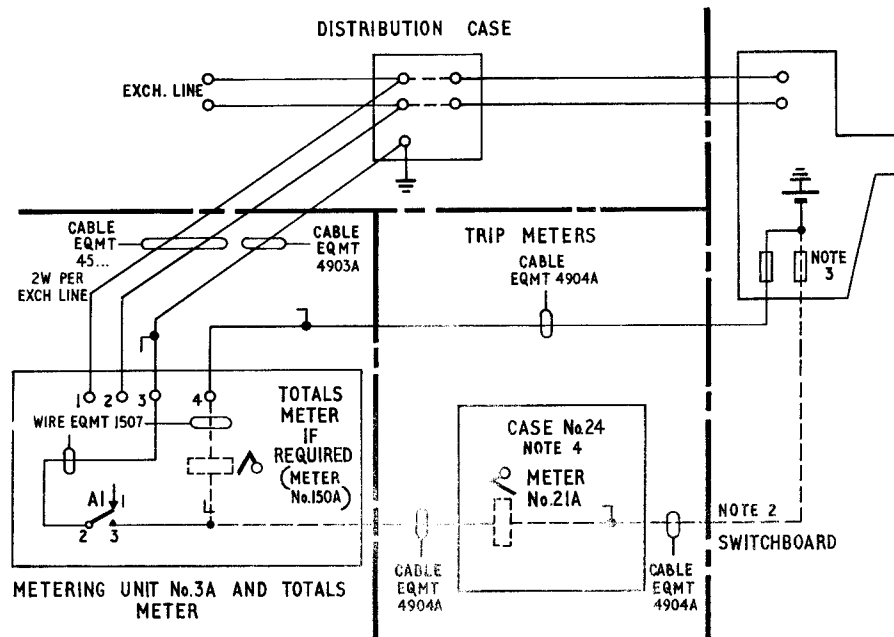 DISTRIBUTION CASE
EXCH. LINE
CABLE
EQMT
45...
2W PER
EXCH LINE
CABLE
EQMT
4903A
TRIP METERS
CABLE
EQMT 4904A
NOTE
3
1
2
3
4
WIRE EQMT 1507
TOTALS
METER
IF
REQUIRED
(METER
No.150A)
A1
1
2
3
CASE No.24
NOTE 4
METER
No.21A
CABLE
EQMT
4904A
CABLE
EQMT
4904A
NOTE 2
SWITCHBOARD
METERING UNIT No.3A AND TOTALS
METER